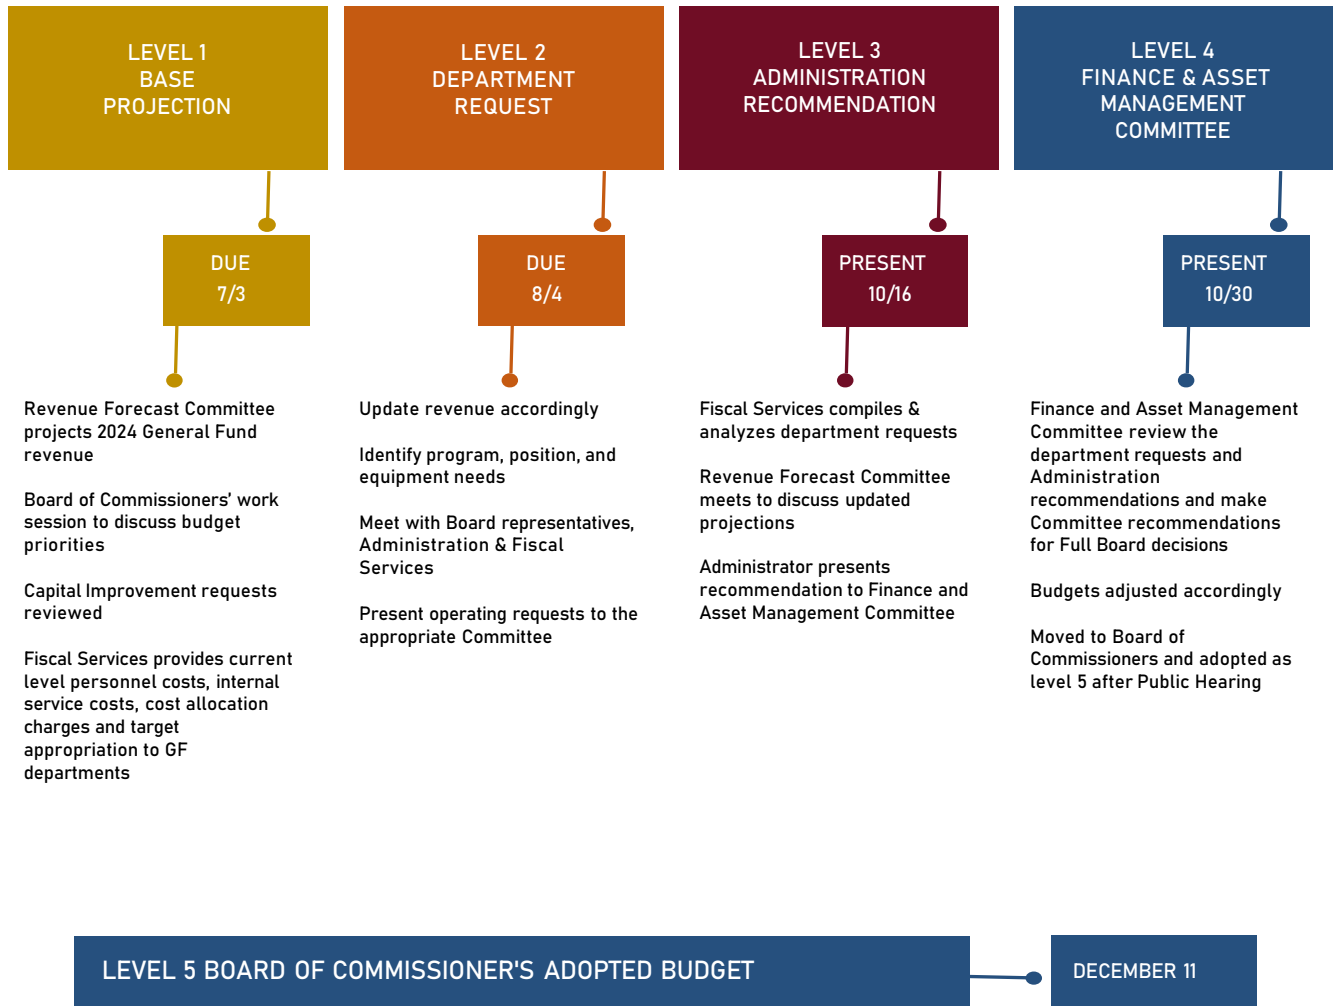 LEVEL 1
BASE
PROJECTION
DUE
7/3
Revenue Forecast Committee
projects 2024 General Fund
revenue
Board of Commissioners’ work
session to discuss budget
priorities
Capital Improvement requests
reviewed
Fiscal Services provides current
level personnel costs, internal
service costs, cost allocation
charges and target
appropriation to GF
departments
LEVEL 2
DEPARTMENT
REQUEST
DUE
8/4
Update revenue accordingly
Identify program, position, and
equipment needs
Meet with Board representatives,
Administration & Fiscal
Services
Present operating requests to the
appropriate Committee
LEVEL 3
ADMINISTRATION
RECOMMENDATION
PRESENT
10/16
Fiscal Services compiles &
analyzes department requests
Revenue Forecast Committee
meets to discuss updated
projections
Administrator presents
recommendation to Finance and
Asset Management Committee
LEVEL 4
FINANCE & ASSET
MANAGEMENT
COMMITTEE
PRESENT
10/30
Finance and Asset Management
Committee review the
department requests and
Administration
recommendations and make
Committee recommendations
for Full Board decisions
Budgets adjusted accordingly
Moved to Board of
Commissioners and adopted as
level 5 after Public Hearing
LEVEL 5 BOARD OF COMMISSIONER'S ADOPTED BUDGET
DECEMBER 11